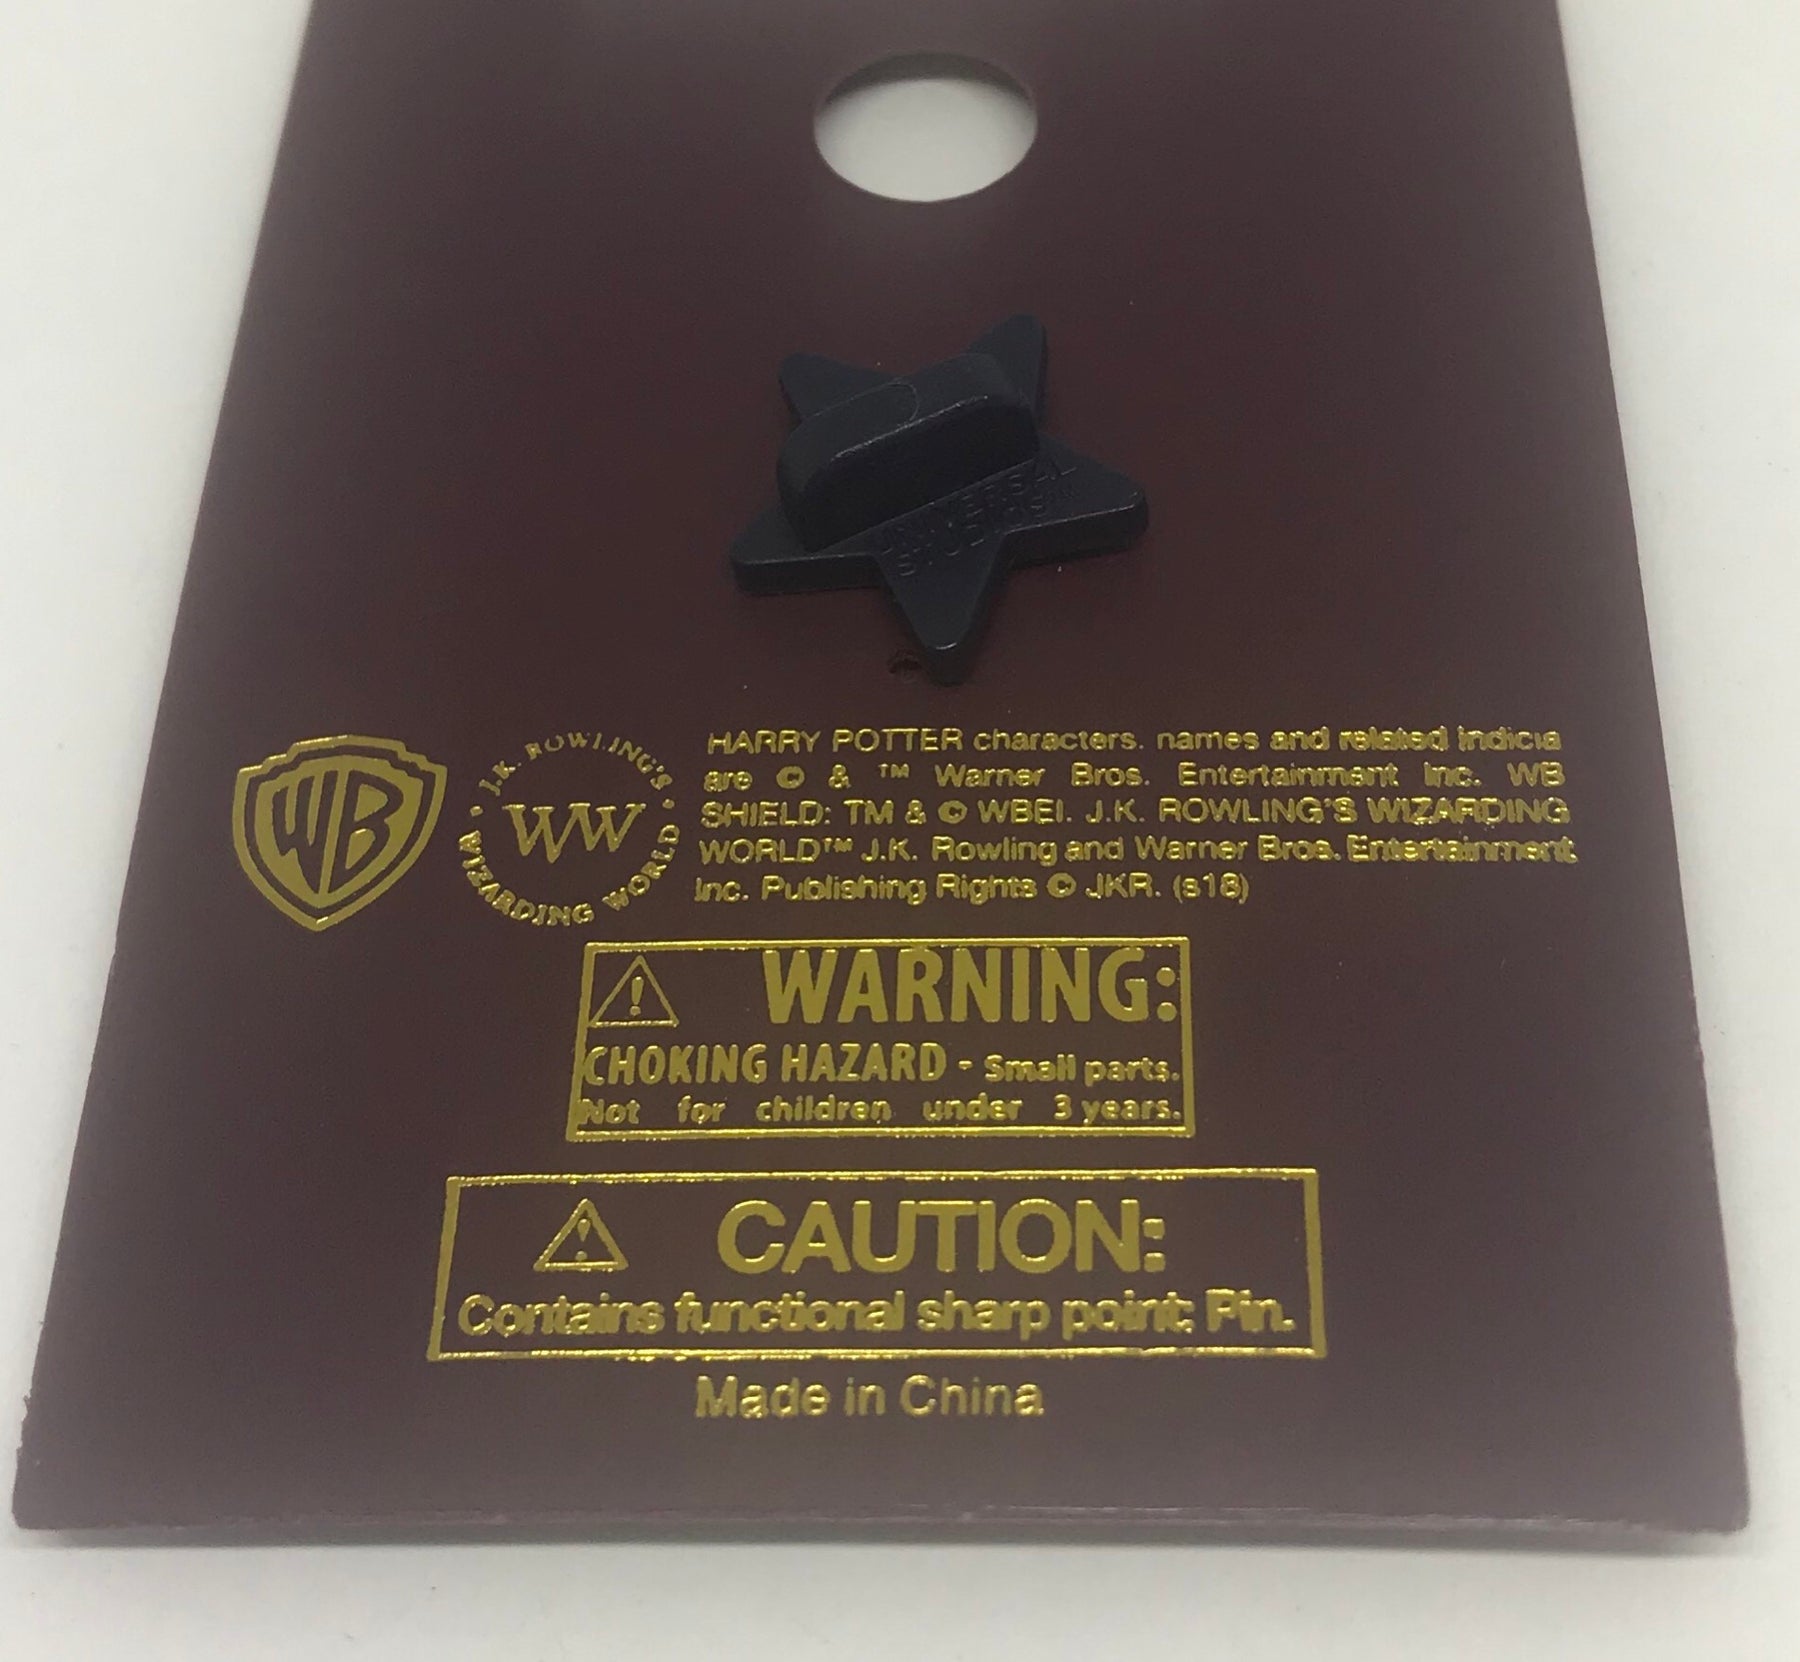 UNIVERSAL
STUDIOS™
WB
J.K. ROWLING'S
WW
WIZARDING WORLD
HARRY POTTER characters, names and related indicia
are © & ™ Warner Bros. Entertainment Inc. WB
SHIELD: TM & © WBEI. J.K. ROWLING'S WIZARDING
WORLD™ J.K. Rowling and Warner Bros. Entertainment
Inc. Publishing Rights © JKR. (s18)
WARNING:
CHOKING HAZARD - Small parts.
Not for children under 3 years.
CAUTION:
Contains functional sharp point: Pin.
Made in China